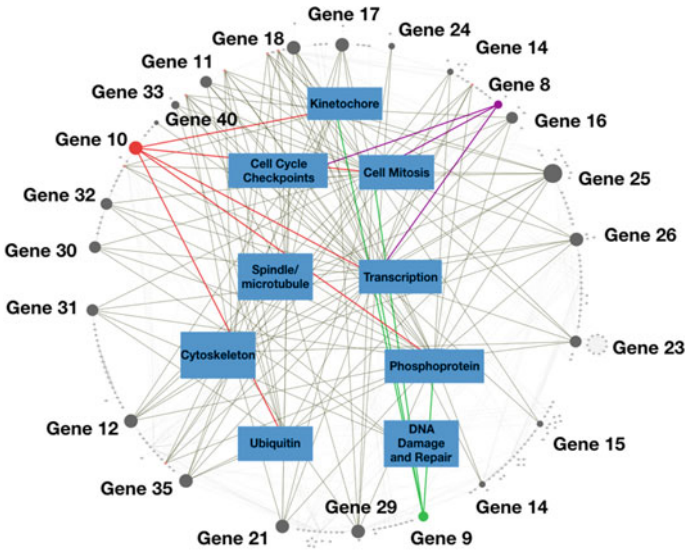 Gene 17
Gene 18
Gene 24
Gene 14
Gene 11
Gene 8
Gene 33
Gene 16
Gene 40
Gene 10
Kinetochore
Cell Cycle
Checkpoints
Cell Mitosis
Gene 25
Gene 32
Gene 26
Gene 30
Spindle/
microtubule
Transcription
Gene 31
Gene 23
Cytoskeleton
Phosphoprotein
Gene 12
DNA
Damage
and Repair
Ubiquitin
Gene 15
Gene 35
Gene 29
Gene 14
Gene 21
Gene 9